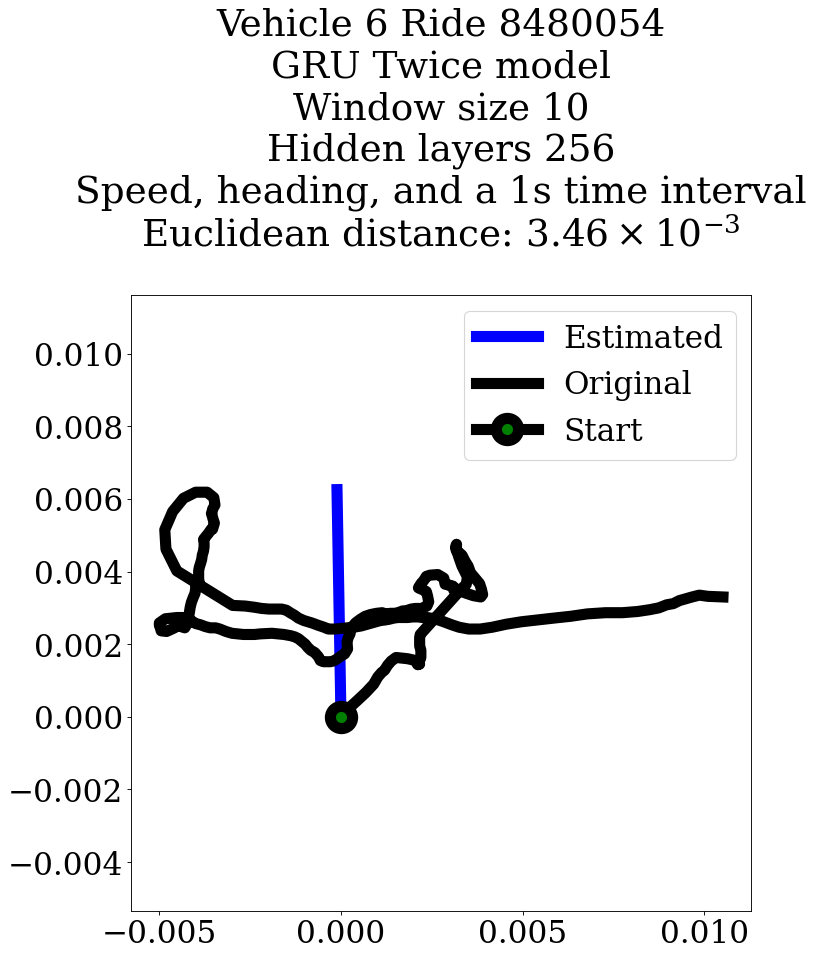 Vehicle 6 Ride 8480054
GRU Twice model
Window size 10
Hidden layers 256
Speed, heading, and a 1s time interval
Euclidean distance: 3.46 × 10⁻³
Estimated
Original
Start
0.010
0.008
0.006
0.004
0.002
0.000
−0.002
−0.004
−0.005 0.000 0.005 0.010